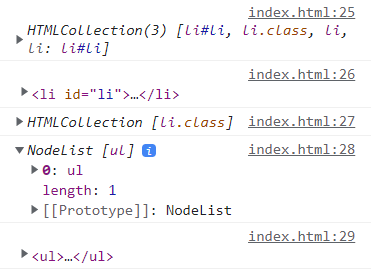 index.html:25
▶ HTMLCollection(3) [li#li, li.class, li,
li: li#li]
index.html:26
▶ <li id="li">…</li>
▶ HTMLCollection [li.class] index.html:27
▼ NodeList [ul] i index.html:28
▶ 0: ul
length: 1
▶ [[Prototype]]: NodeList
index.html:29
▶ <ul>…</ul>